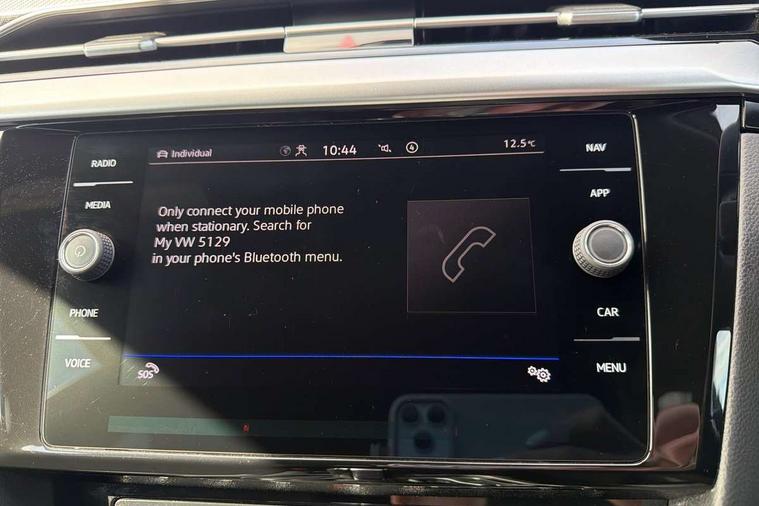 Individual 10:44 4 12.5°C
RADIO
MEDIA
PHONE
VOICE
Only connect your mobile phone
when stationary. Search for
My VW 5129
in your phone's Bluetooth menu.
SOS
NAV
APP
CAR
MENU